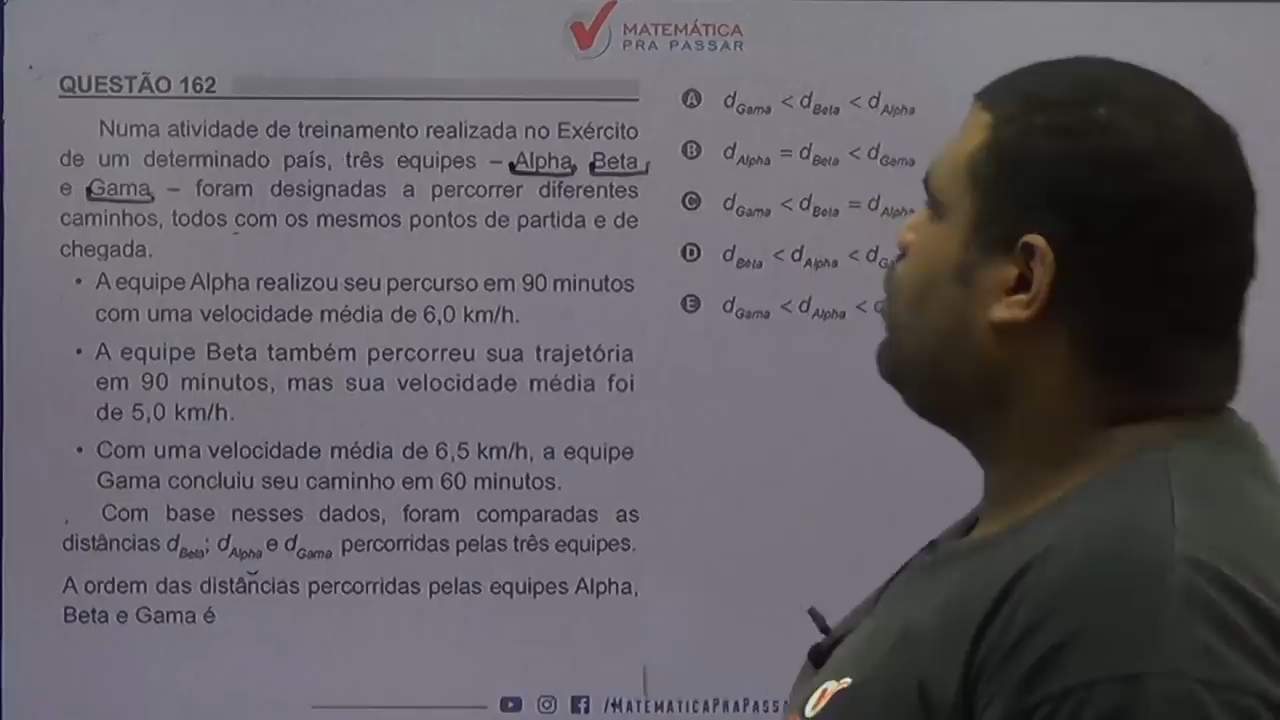 MATEMÁTICA
PRA PASSAR
QUESTÃO 162
Numa atividade de treinamento realizada no Exército
de um determinado país, três equipes – Alpha, Beta
e Gama – foram designadas a percorrer diferentes
caminhos, todos com os mesmos pontos de partida e de
chegada.
• A equipe Alpha realizou seu percurso em 90 minutos
com uma velocidade média de 6,0 km/h.
• A equipe Beta também percorreu sua trajetória
em 90 minutos, mas sua velocidade média foi
de 5,0 km/h.
• Com uma velocidade média de 6,5 km/h, a equipe
Gama concluiu seu caminho em 60 minutos.
Com base nesses dados, foram comparadas as
distâncias dBeta; dAlpha e dGama percorridas pelas três equipes.
A ordem das distâncias percorridas pelas equipes Alpha,
Beta e Gama é
A dGama < dBeta < dAlpha
B dAlpha = dBeta < dGama
C dGama < dBeta = dAlpha
D dBeta < dAlpha <
E dGama < dAlpha <